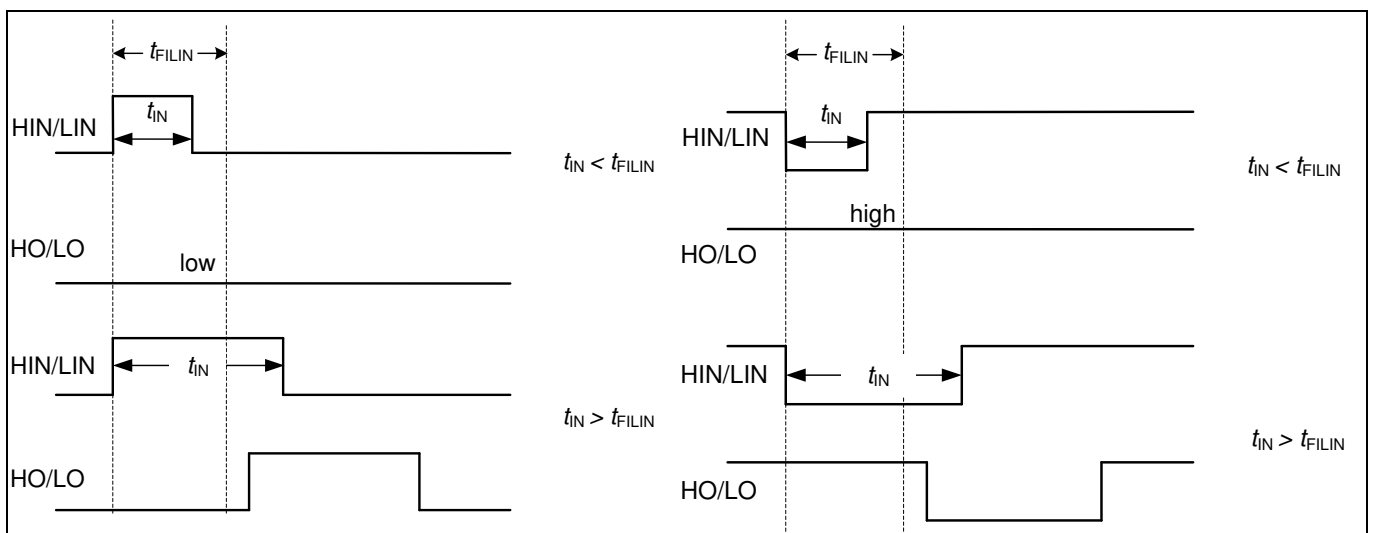 tFILIN
HIN/LIN
tIN
tIN < tFILIN
HO/LO
low
HIN/LIN
tIN
tIN > tFILIN
HO/LO
tFILIN
HIN/LIN
tIN
tIN < tFILIN
high
HO/LO
HIN/LIN
tIN
tIN > tFILIN
HO/LO